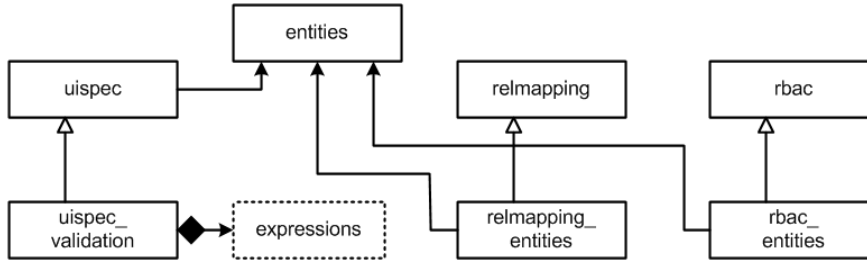 entities
uispec
relmapping
rbac
uispec_
validation
expressions
relmapping_
entities
rbac_
entities